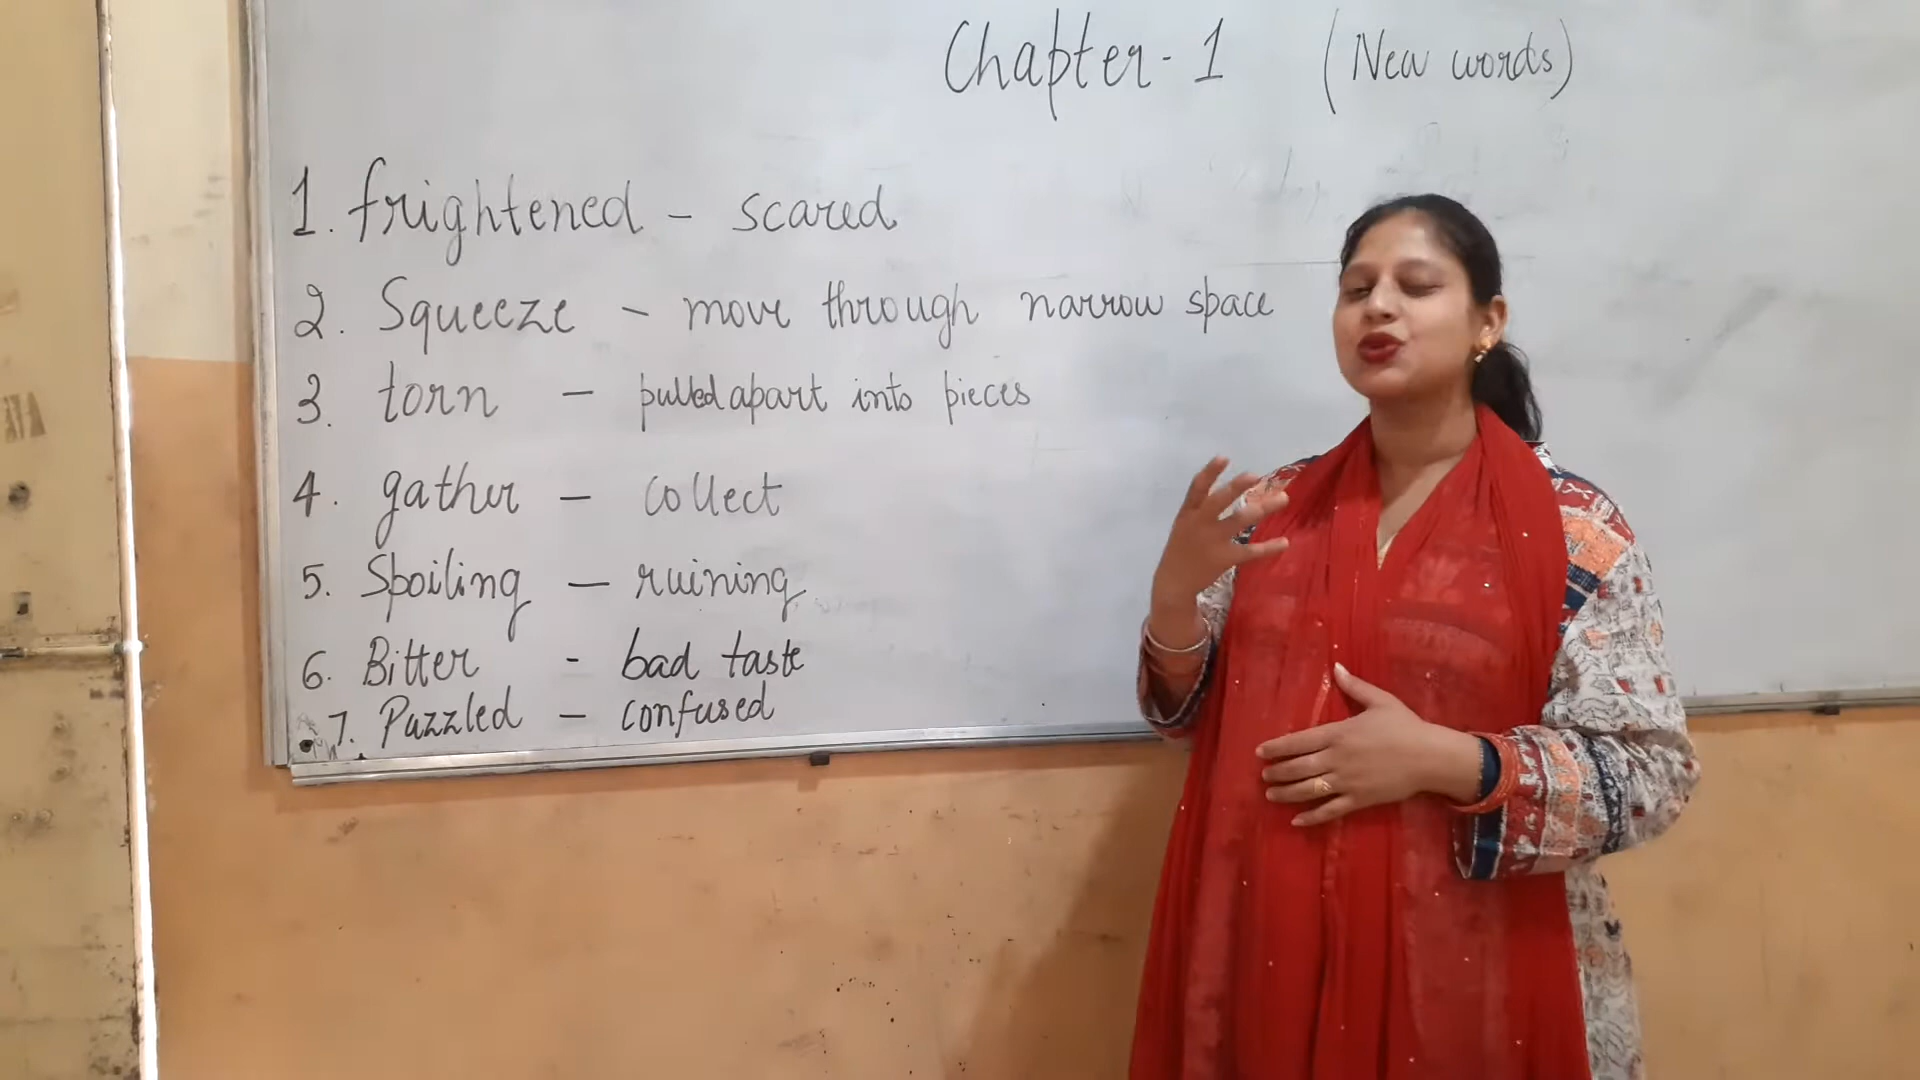 Chapter-1 (New words)
1. frightened - scared
2. Squeeze - move through narrow space
3. torn - pulled apart into pieces
4. gather - collect
5. Spoiling - ruining
6. Bitter - bad taste
7. Puzzled - confused